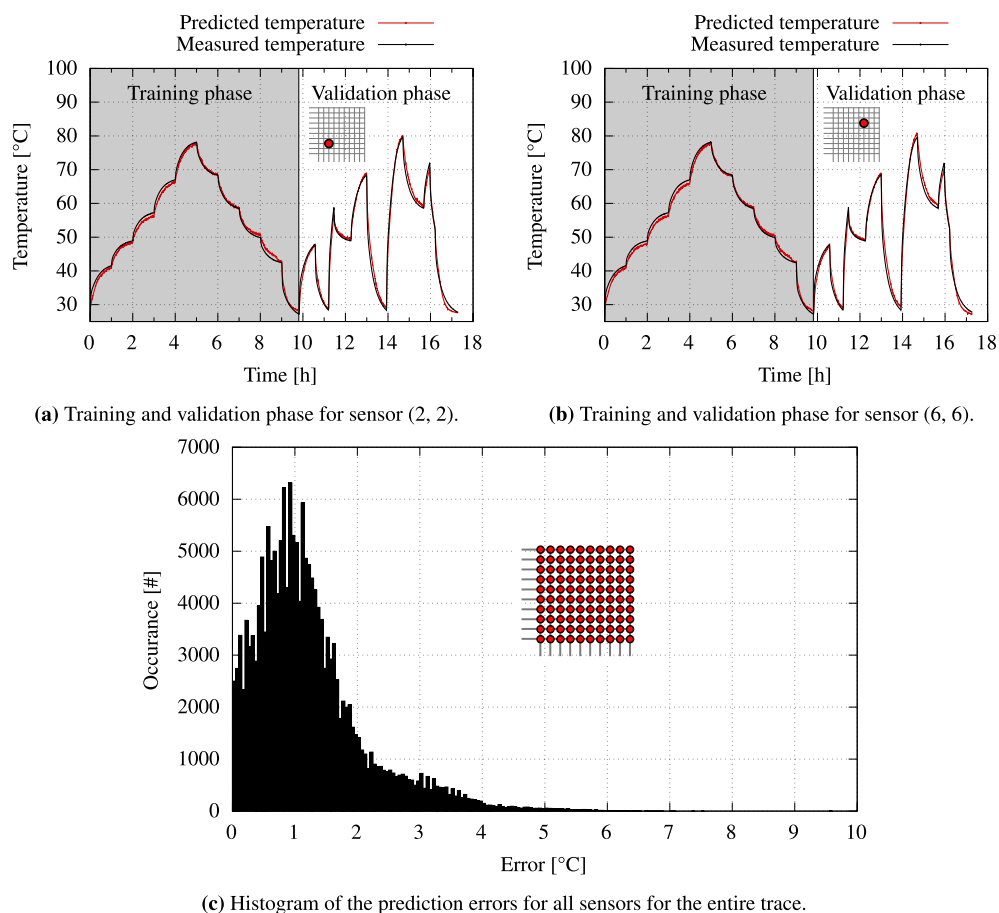 Predicted temperature
Measured temperature
Temperature [°C]
100
90
80
70
60
50
40
30
Training phase
Validation phase
0 2 4 6 8 10 12 14 16 18
Time [h]
(a) Training and validation phase for sensor (2, 2).
Predicted temperature
Measured temperature
Temperature [°C]
100
90
80
70
60
50
40
30
Training phase
Validation phase
0 2 4 6 8 10 12 14 16 18
Time [h]
(b) Training and validation phase for sensor (6, 6).
Occurance [#]
7000
6000
5000
4000
3000
2000
1000
0
0 1 2 3 4 5 6 7 8 9 10
Error [°C]
(c) Histogram of the prediction errors for all sensors for the entire trace.